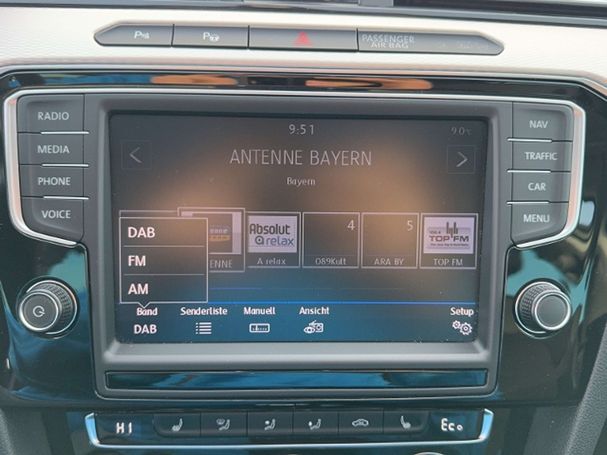 PASSENGER
AIR BAG
RADIO
MEDIA
PHONE
VOICE
NAV
TRAFFIC
CAR
MENU
9:51
9.0°C
ANTENNE BAYERN
Bayern
4
5
Absolut
relax
TOP FM
ENNE
A relax
089Kult
ARA BY
TOP FM
DAB
FM
AM
Band
Senderliste
Manuell
Ansicht
Setup
DAB
HI
Eco